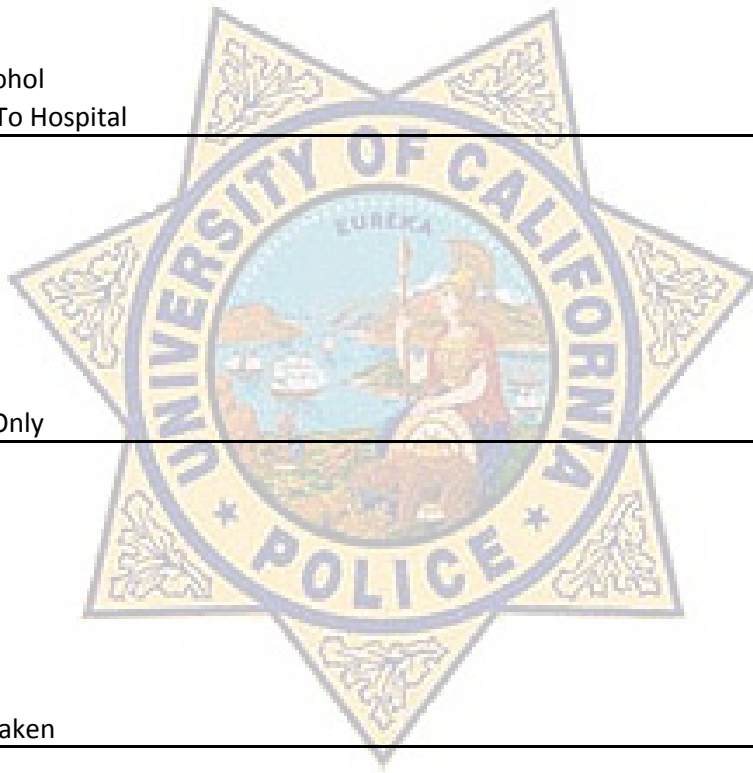 ohol
To Hospital
UNIVERSITY OF CALIFORNIA
EUREKA
Only
* POLICE *
aken